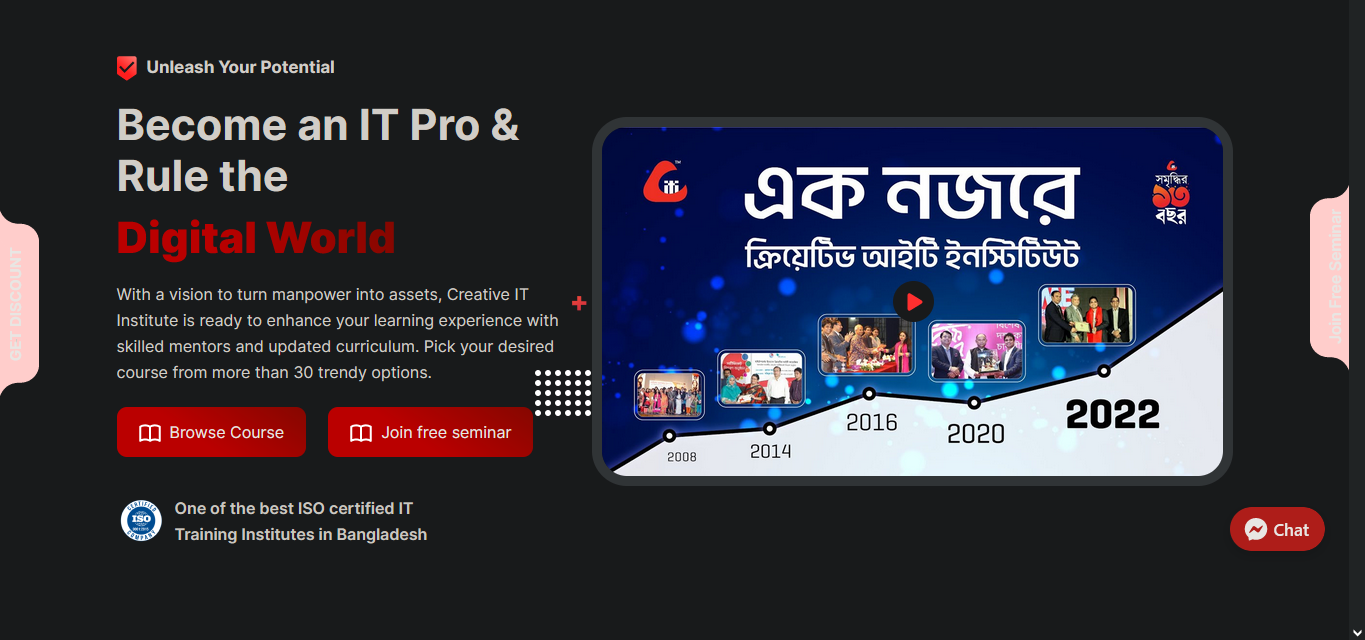 Unleash Your Potential
Become an IT Pro &
Rule the
Digital World
With a vision to turn manpower into assets, Creative IT
Institute is ready to enhance your learning experience with
skilled mentors and updated curriculum. Pick your desired
course from more than 30 trendy options.
Browse Course
Join free seminar
One of the best ISO certified IT
Training Institutes in Bangladesh
CERTIFIED
ISO
COMPANY
GET DISCOUNT
এক নজরে
ক্রিয়েটিভ আইটি ইনস্টিটিউট
সমৃদ্ধির
১৩
বছর
2008
2014
2016
2020
2022
Join Free Seminar
Chat